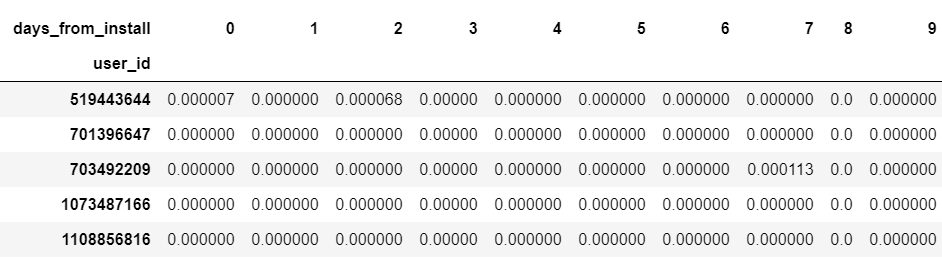 days_from_install 0 1 2 3 4 5 6 7 8 9
user_id
519443644 0.000007 0.000000 0.000068 0.00000 0.000000 0.000000 0.000000 0.000000 0.0 0.000000
701396647 0.000000 0.000000 0.000000 0.00000 0.000000 0.000000 0.000000 0.000000 0.0 0.000000
703492209 0.000000 0.000000 0.000000 0.00000 0.000000 0.000000 0.000000 0.000113 0.0 0.000000
1073487166 0.000000 0.000000 0.000000 0.00000 0.000000 0.000000 0.000000 0.000000 0.0 0.000000
1108856816 0.000000 0.000000 0.000000 0.00000 0.000000 0.000000 0.000000 0.000000 0.0 0.000000